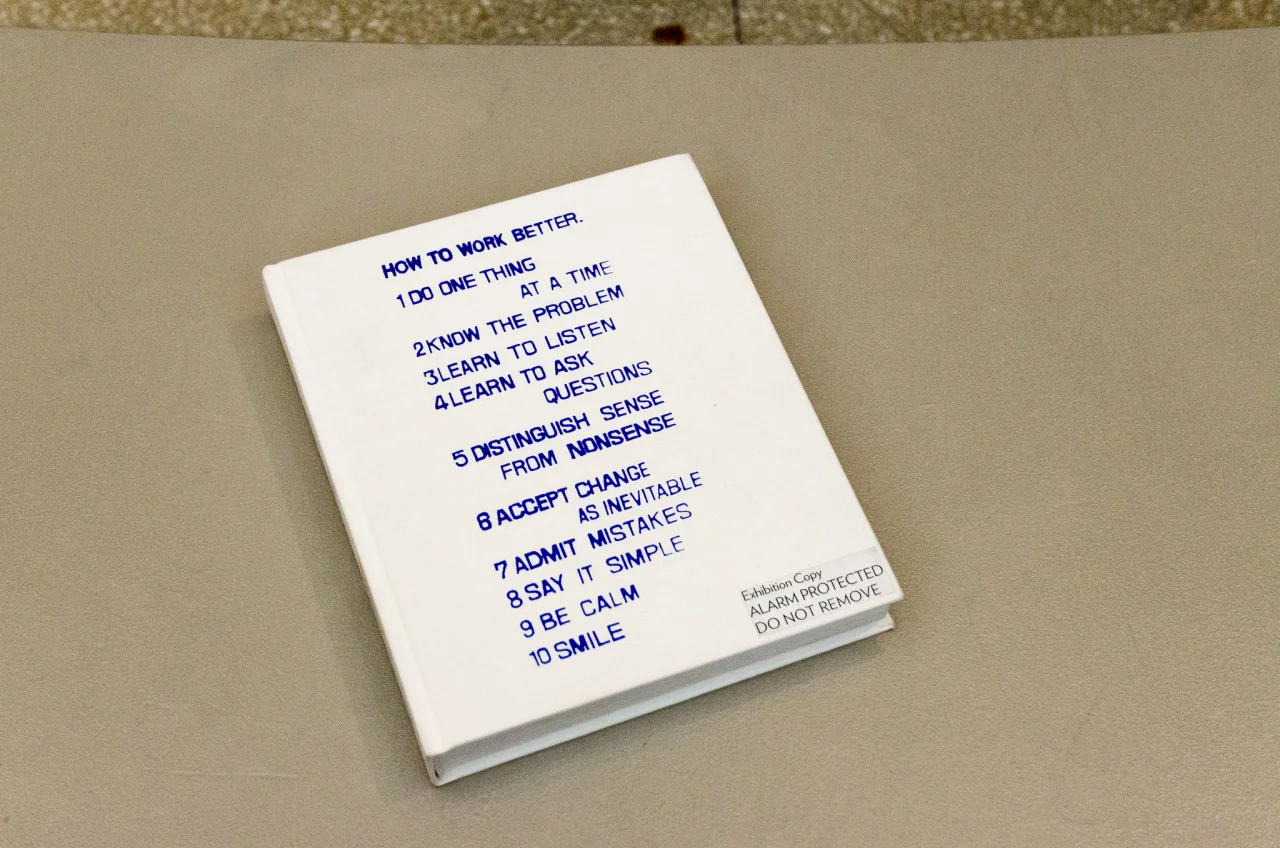 HOW TO WORK BETTER.
1 DO ONE THING
AT A TIME
2 KNOW THE PROBLEM
3 LEARN TO LISTEN
4 LEARN TO ASK
QUESTIONS
5 DISTINGUISH SENSE
FROM NONSENSE
6 ACCEPT CHANGE
AS INEVITABLE
7 ADMIT MISTAKES
8 SAY IT SIMPLE
9 BE CALM
10 SMILE
Exhibition Copy
ALARM PROTECTED
DO NOT REMOVE